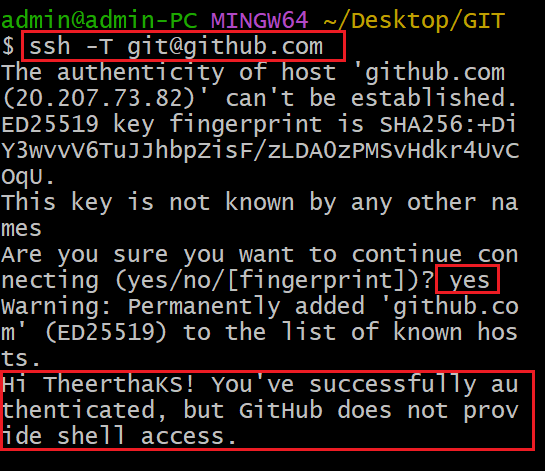 admin@admin-PC MINGW64 ~/Desktop/GIT
$ ssh -T git@github.com
The authenticity of host 'github.com
(20.207.73.82)' can't be established.
ED25519 key fingerprint is SHA256:+Di
Y3wvvV6TuJJhbpZisF/zLDA0zPMSvHdkr4UvC
OqU.
This key is not known by any other na
mes
Are you sure you want to continue con
necting (yes/no/[fingerprint])? yes
Warning: Permanently added 'github.co
m' (ED25519) to the list of known hos
ts.
Hi TheerthaKS! You've successfully au
thenticated, but GitHub does not prov
ide shell access.